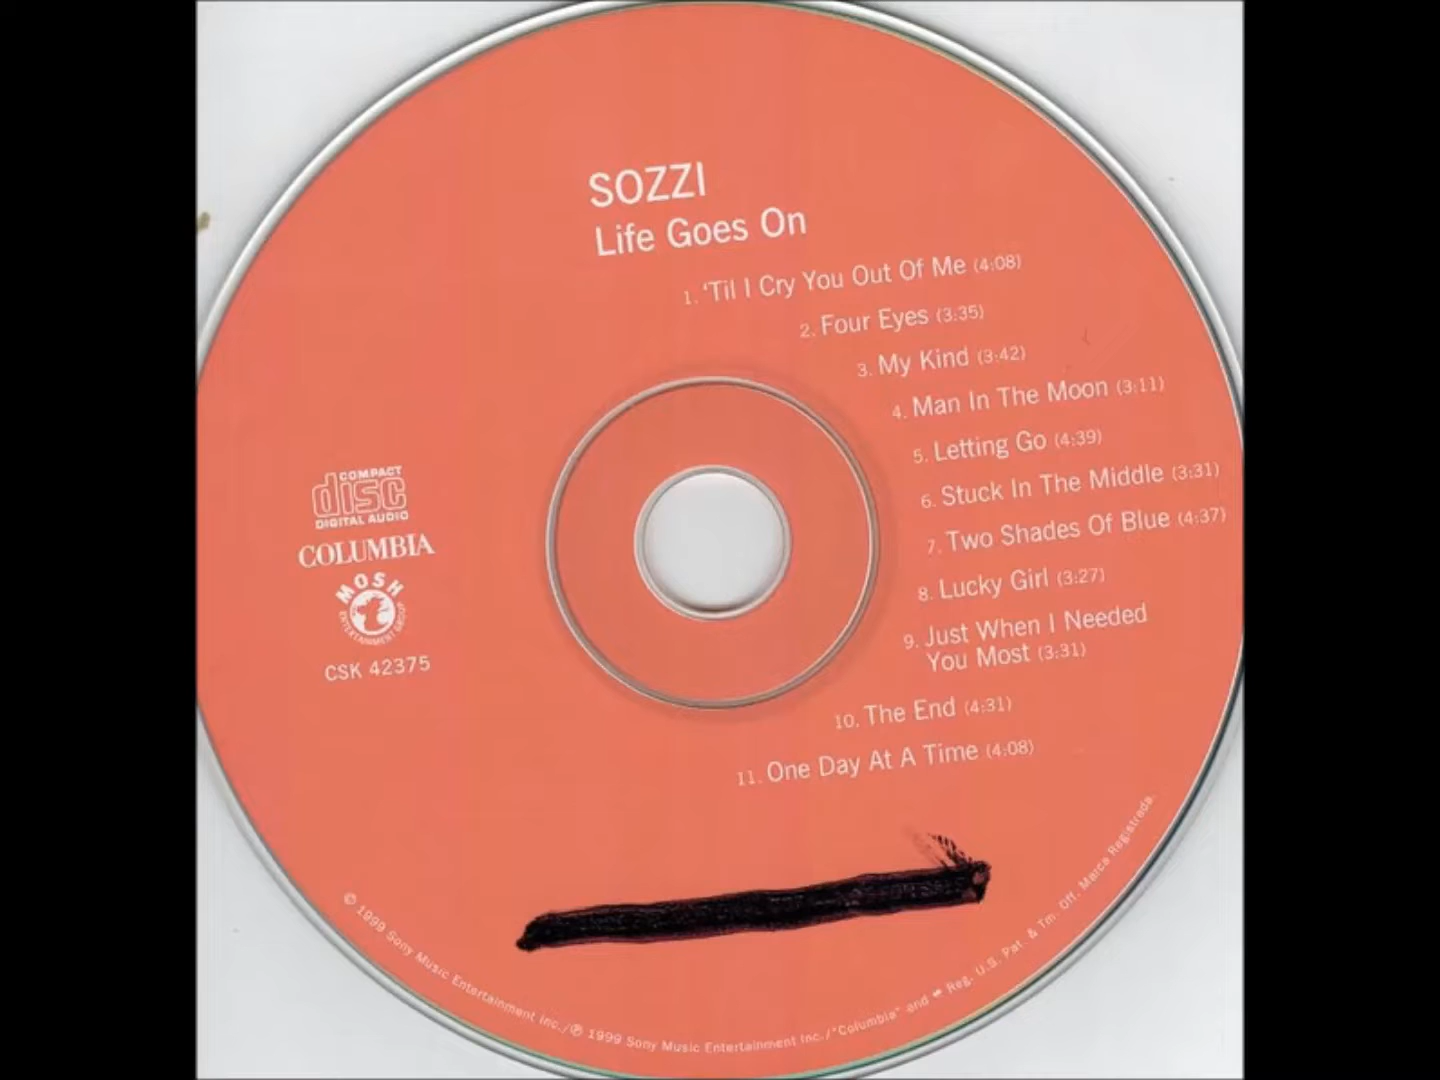 SOZZI
Life Goes On
1. 'Til I Cry You Out Of Me (4:08)
2. Four Eyes (3:35)
3. My Kind (3:42)
4. Man In The Moon (3:11)
5. Letting Go (4:39)
6. Stuck In The Middle (3:31)
7. Two Shades Of Blue (4:37)
8. Lucky Girl (3:27)
9. Just When I Needed
You Most (3:31)
10. The End (4:31)
11. One Day At A Time (4:08)
COMPACT
disc
DIGITAL AUDIO
COLUMBIA
MOSH
ENTERTAINMENT GROUP
CSK 42375
© 1999 Sony Music Entertainment Inc./℗ 1999 Sony Music Entertainment Inc./"Columbia" and Reg. U.S. Pat. & Tm. Off. Marca Registrada.